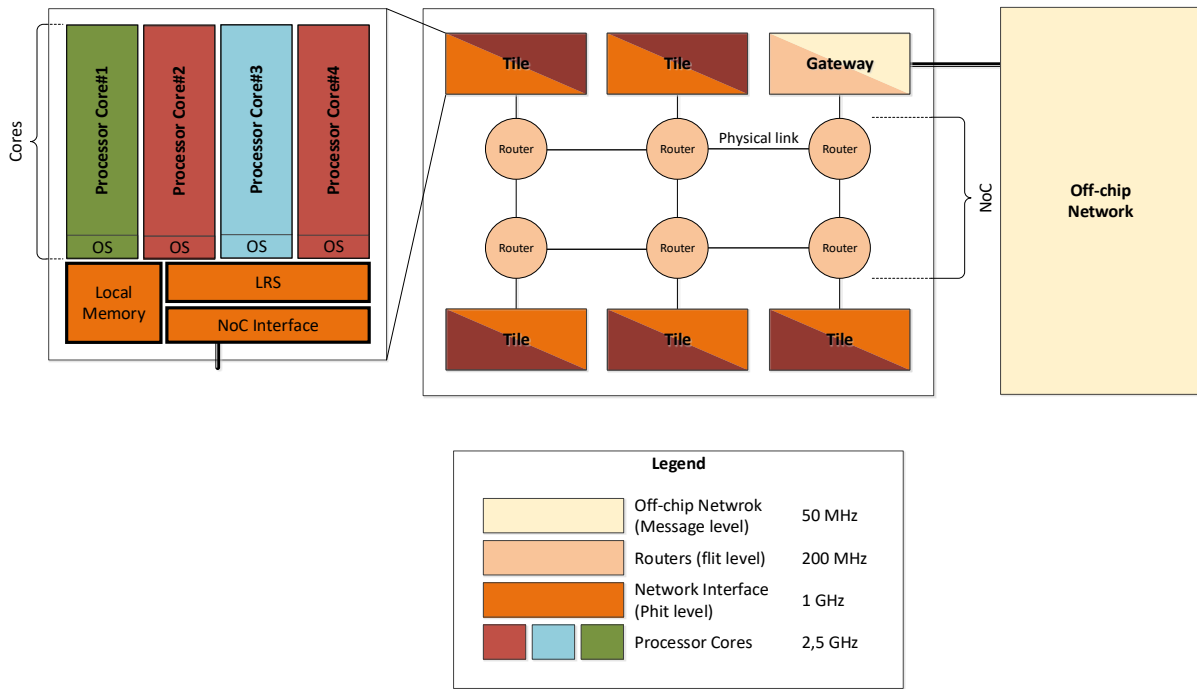 Cores
Processor Core#1
Processor Core#2
Processor Core#3
Processor Core#4
OS
OS
OS
OS
Local
Memory
LRS
NoC Interface
Tile
Tile
Gateway
Router
Router
Physical link
Router
Router
Router
Router
NoC
Tile
Tile
Tile
Off-chip
Network
Legend
Off-chip Netwrok
(Message level)
50 MHz
Routers (flit level)
200 MHz
Network Interface
(Phit level)
1 GHz
Processor Cores
2,5 GHz